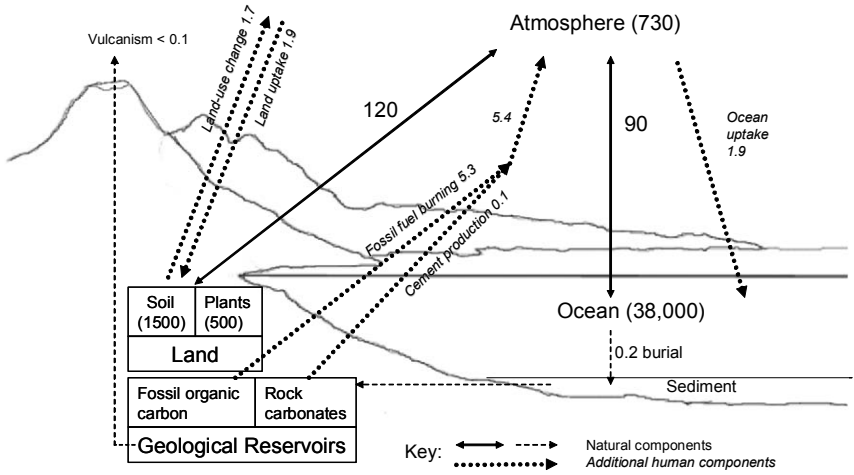 Atmosphere (730)
Vulcanism < 0.1
Land-use change 1.7
Land uptake 1.9
120
5.4
90
Ocean
uptake
1.9
Fossil fuel burning 5.3
Cement production 0.1
Soil
(1500)
Plants
(500)
Land
Ocean (38,000)
0.2 burial
Sediment
Fossil organic
carbon
Rock
carbonates
Geological Reservoirs
Key:
Natural components
Additional human components